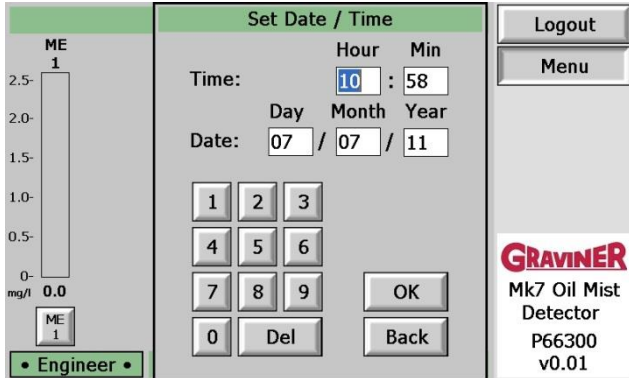 Set Date / Time
Logout
Menu
ME
1
2.5-
2.0-
1.5-
1.0-
0.5-
0-
mg/l 0.0
ME
1
• Engineer •
Hour Min
Time: 10 : 58
Day Month Year
Date: 07 / 07 / 11
1 2 3
4 5 6
7 8 9 OK
0 Del Back
GRAVINER
Mk7 Oil Mist
Detector
P66300
v0.01